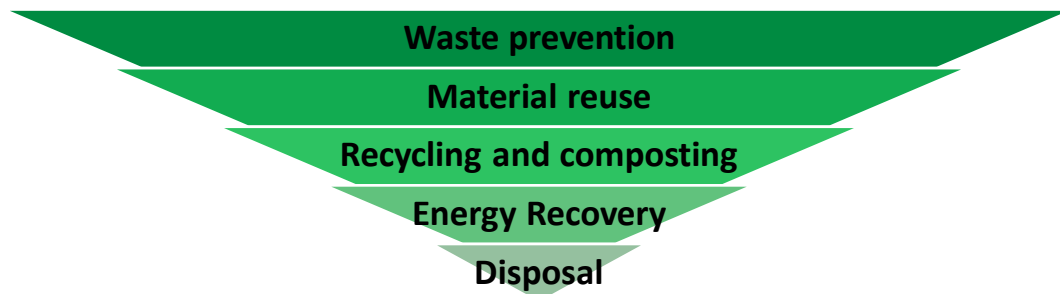 Waste prevention
Material reuse
Recycling and composting
Energy Recovery
Disposal